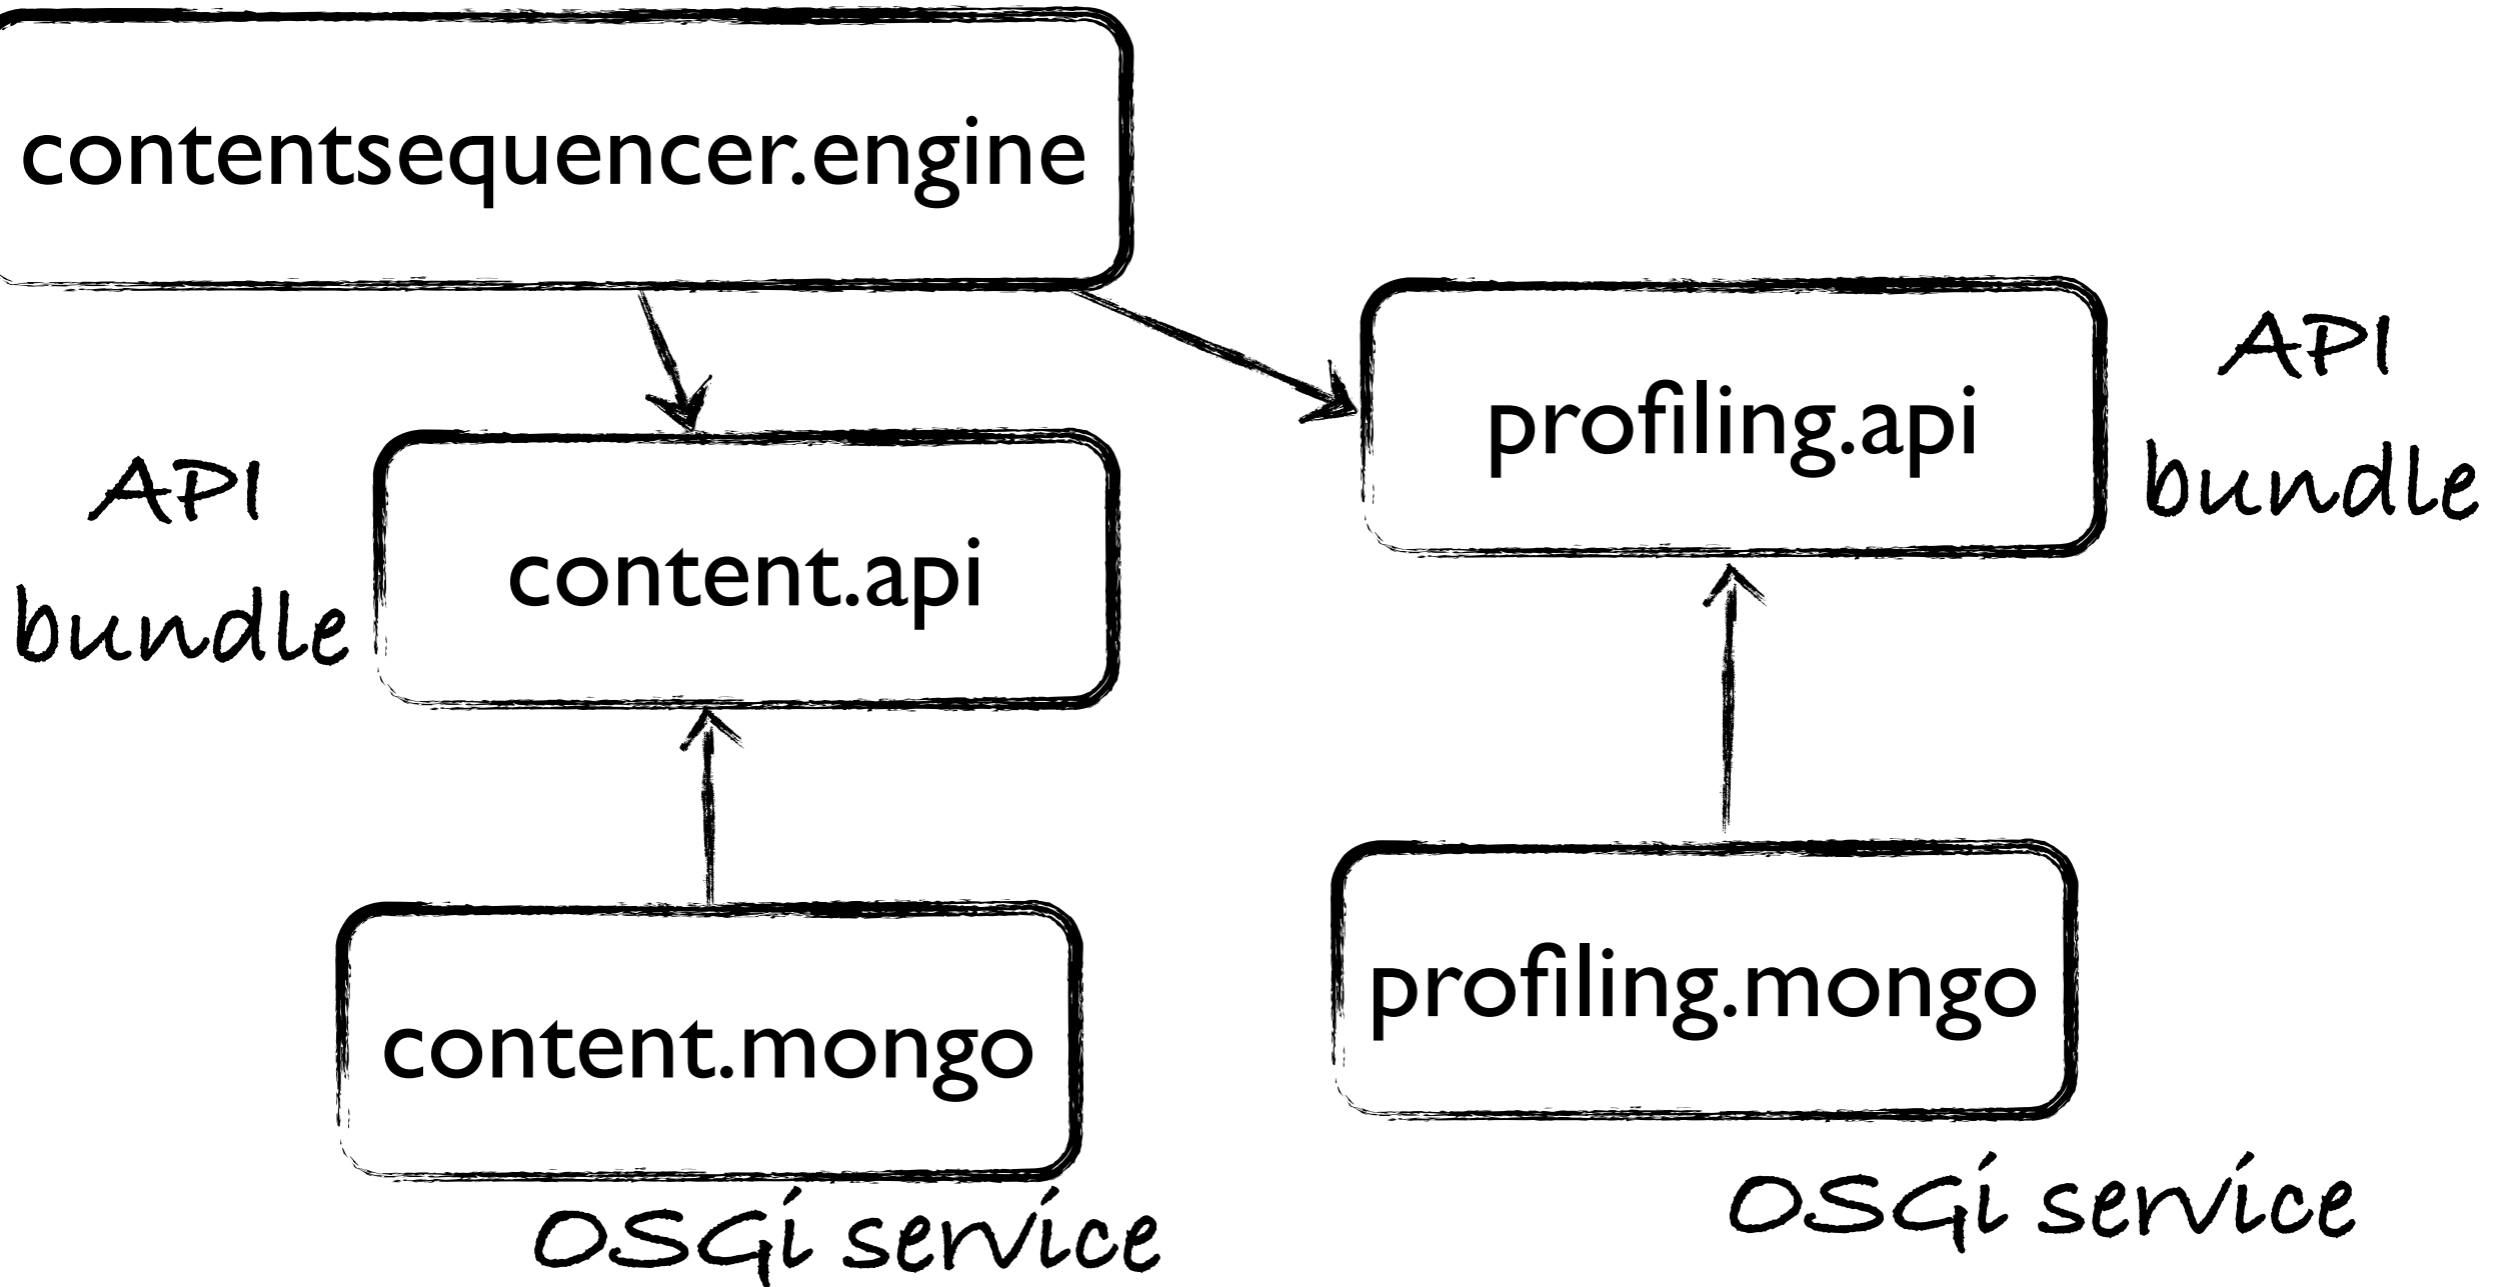 contentsequencer.engine
profiling.api
API
bundle
API
bundle
content.api
profiling.mongo
content.mongo
OSGi service
OSGi service